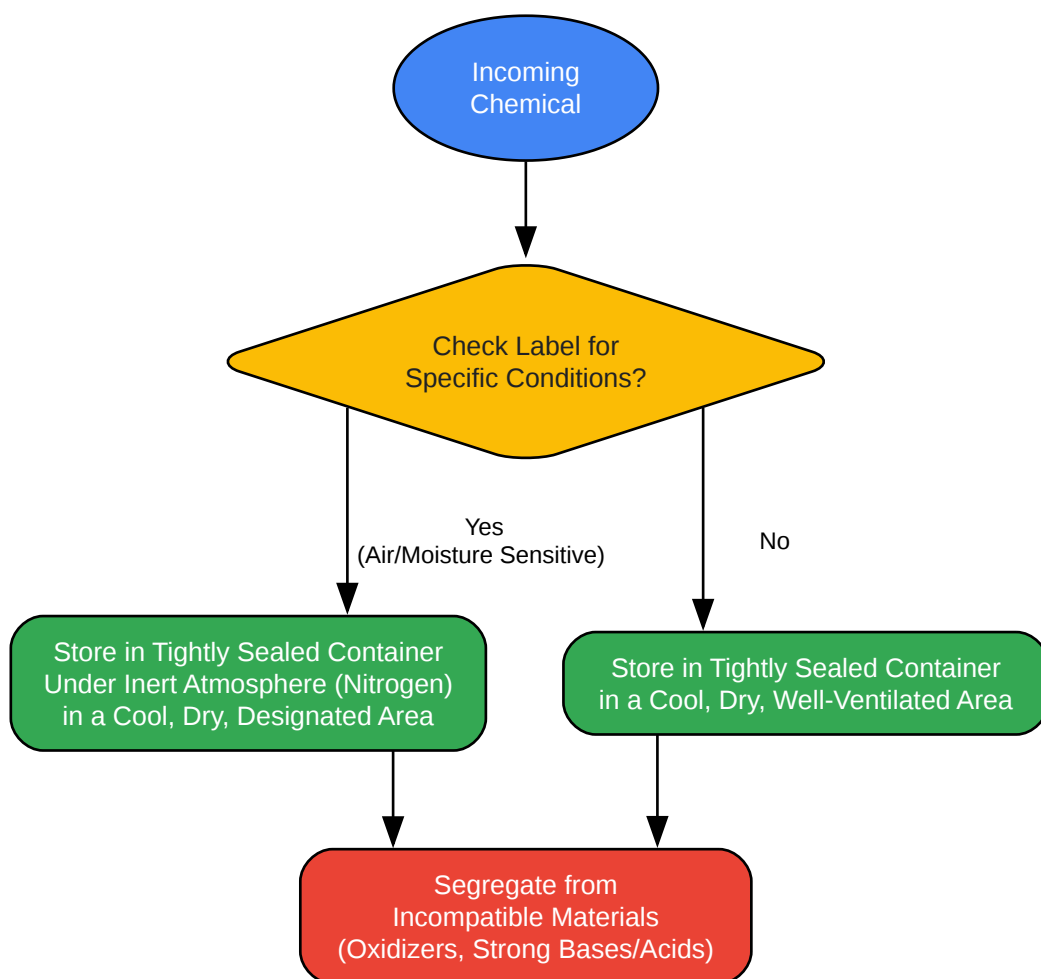 Incoming
Chemical
Check Label for
Specific Conditions?
Yes
(Air/Moisture Sensitive)
No
Store in Tightly Sealed Container
Under Inert Atmosphere (Nitrogen)
in a Cool, Dry, Designated Area
Store in Tightly Sealed Container
in a Cool, Dry, Well-Ventilated Area
Segregate from
Incompatible Materials
(Oxidizers, Strong Bases/Acids)